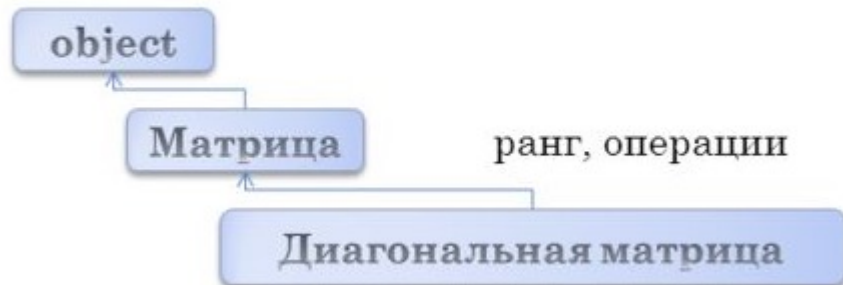 object
Матрица
ранг, операции
Диагональная матрица